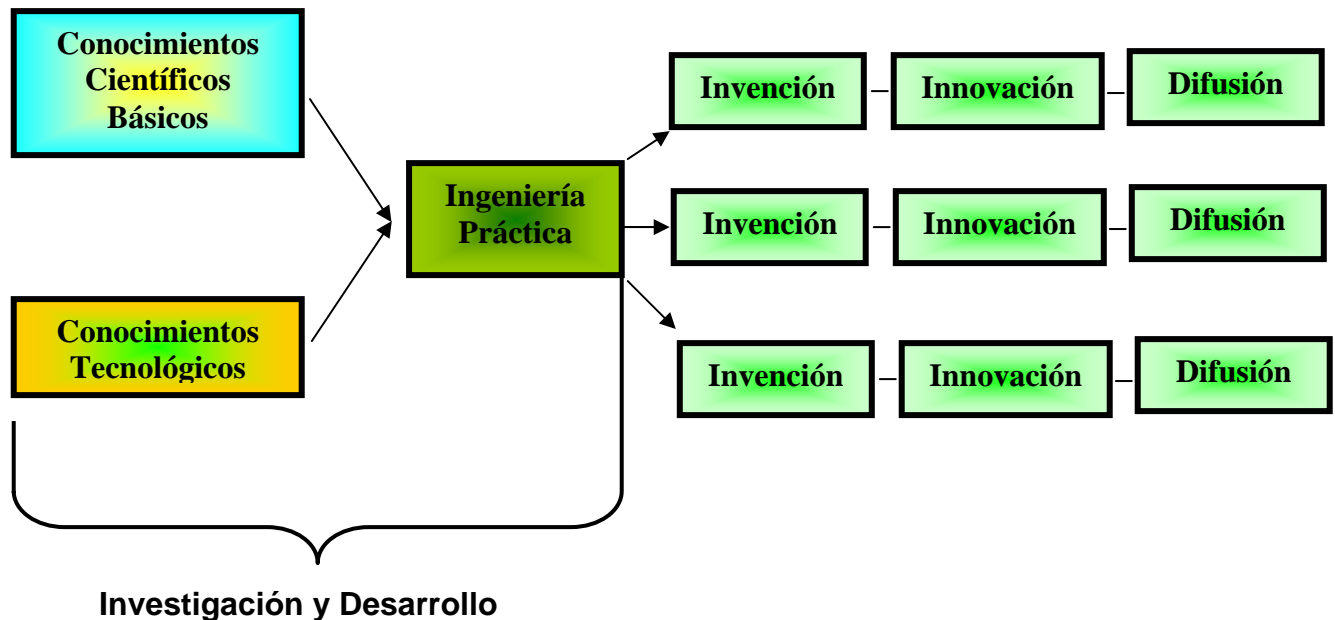 Conocimientos
Científicos
Básicos
Invención
Innovación
Difusión
Ingeniería
Práctica
Invención
Innovación
Difusión
Conocimientos
Tecnológicos
Invención
Innovación
Difusión
Investigación y Desarrollo